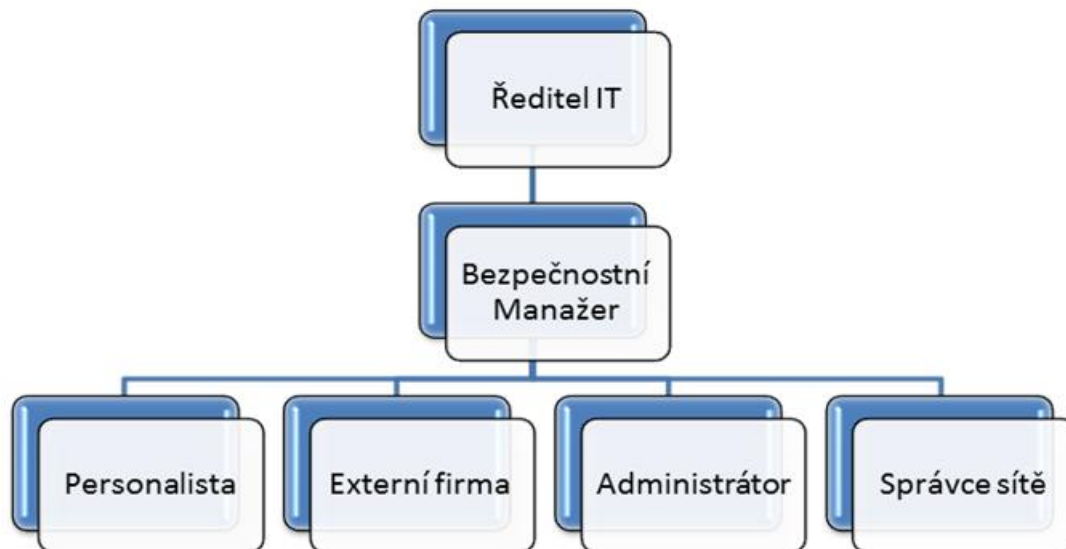 Ředitel IT
Bezpečnostní
Manažer
Personalista
Externí firma
Administrátor
Správce sítě